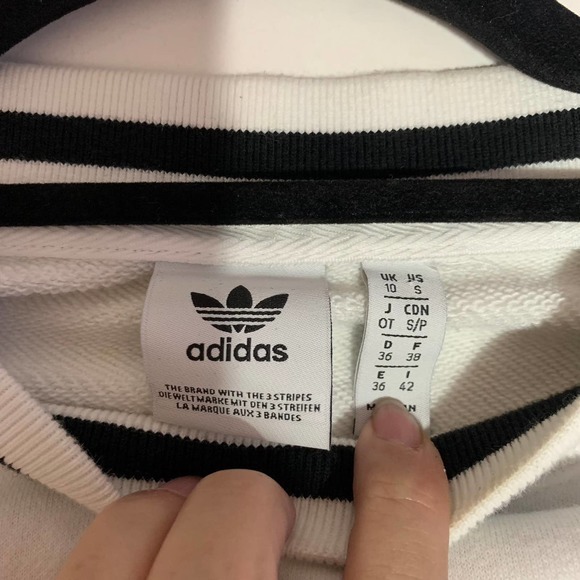 adidas
THE BRAND WITH THE 3 STRIPES
DIE WELTMARKE MIT DEN 3 STREIFEN
LA MARQUE AUX 3 BANDES
UK US
10 S
J CDN
OT S/P
D F
36 38
E I
36 42